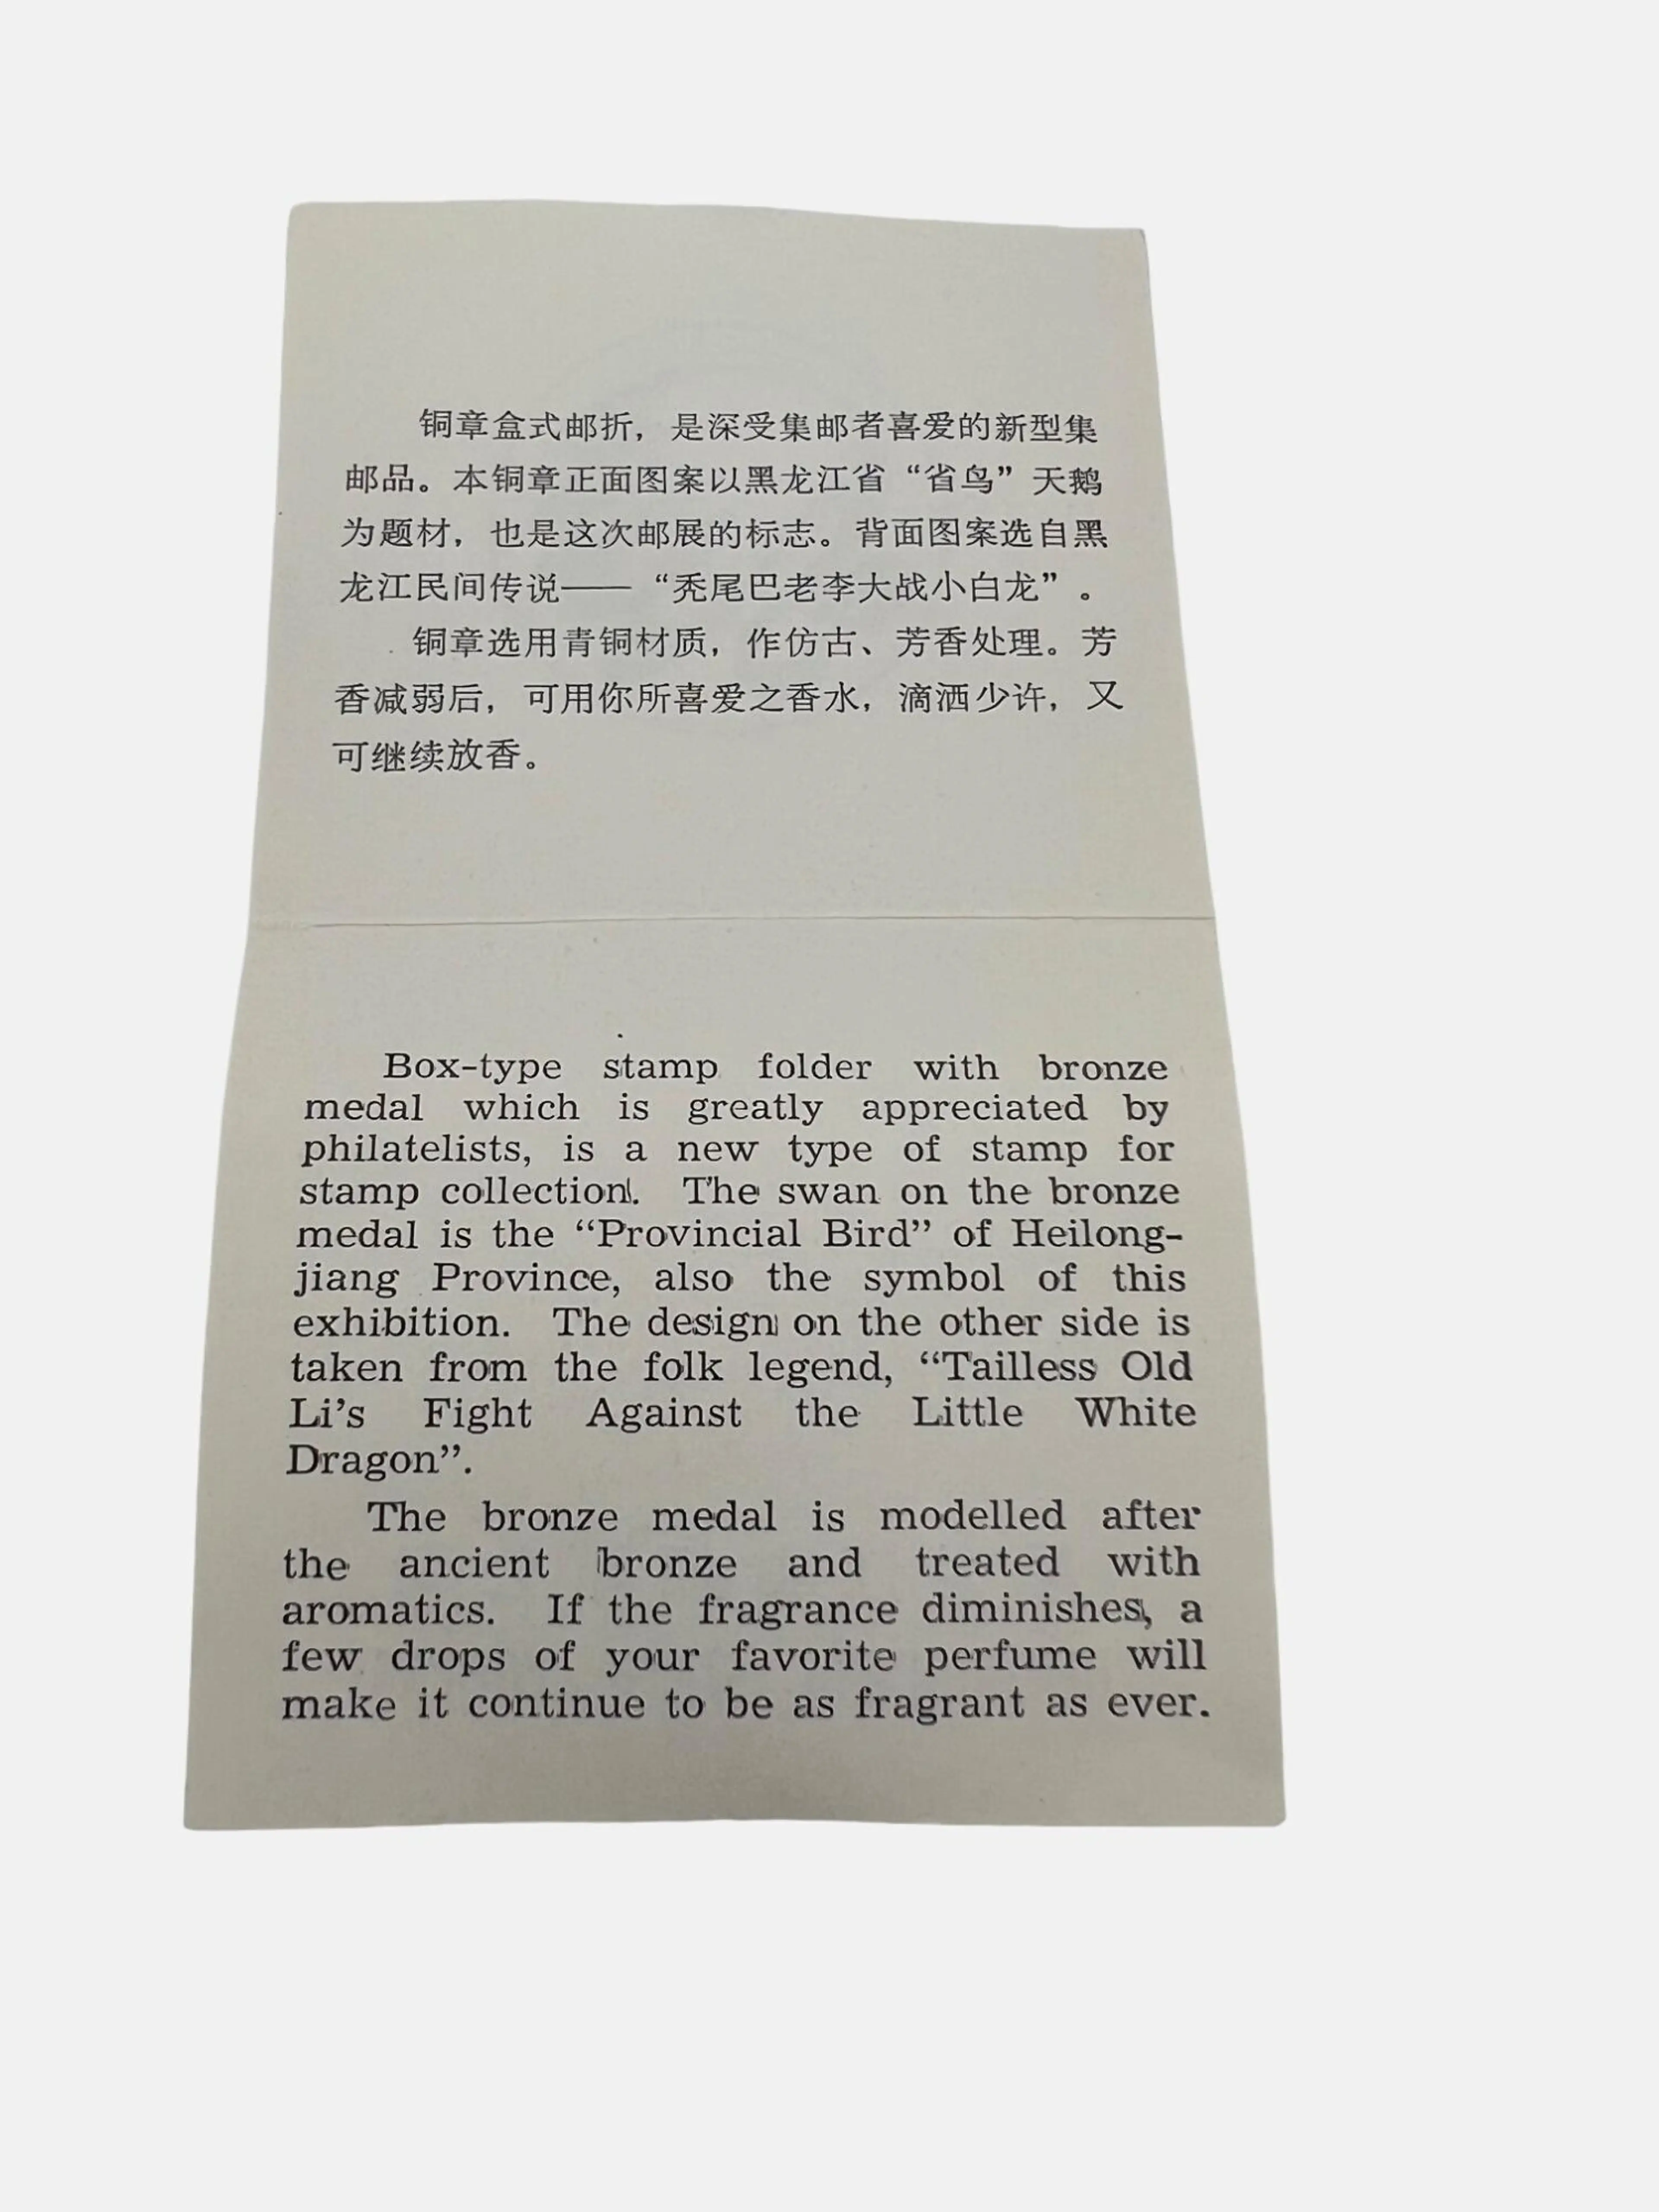 铜章盒式邮折，是深受集邮者喜爱的新型集
邮品。本铜章正面图案以黑龙江省“省鸟”天鹅
为题材，也是这次邮展的标志。背面图案选自黑
龙江民间传说——“秃尾巴老李大战小白龙”。
铜章选用青铜材质，作仿古、芳香处理。芳
香减弱后，可用你所喜爱之香水，滴洒少许，又
可继续放香。
Box-type stamp folder with bronze
medal which is greatly appreciated by
philatelists, is a new type of stamp for
stamp collection. The swan on the bronze
medal is the “Provincial Bird” of Heilong-
jiang Province, also the symbol of this
exhibition. The design on the other side is
taken from the folk legend, “Tailless Old
Li’s Fight Against the Little White
Dragon”.
The bronze medal is modelled after
the ancient bronze and treated with
aromatics. If the fragrance diminishes, a
few drops of your favorite perfume will
make it continue to be as fragrant as ever.